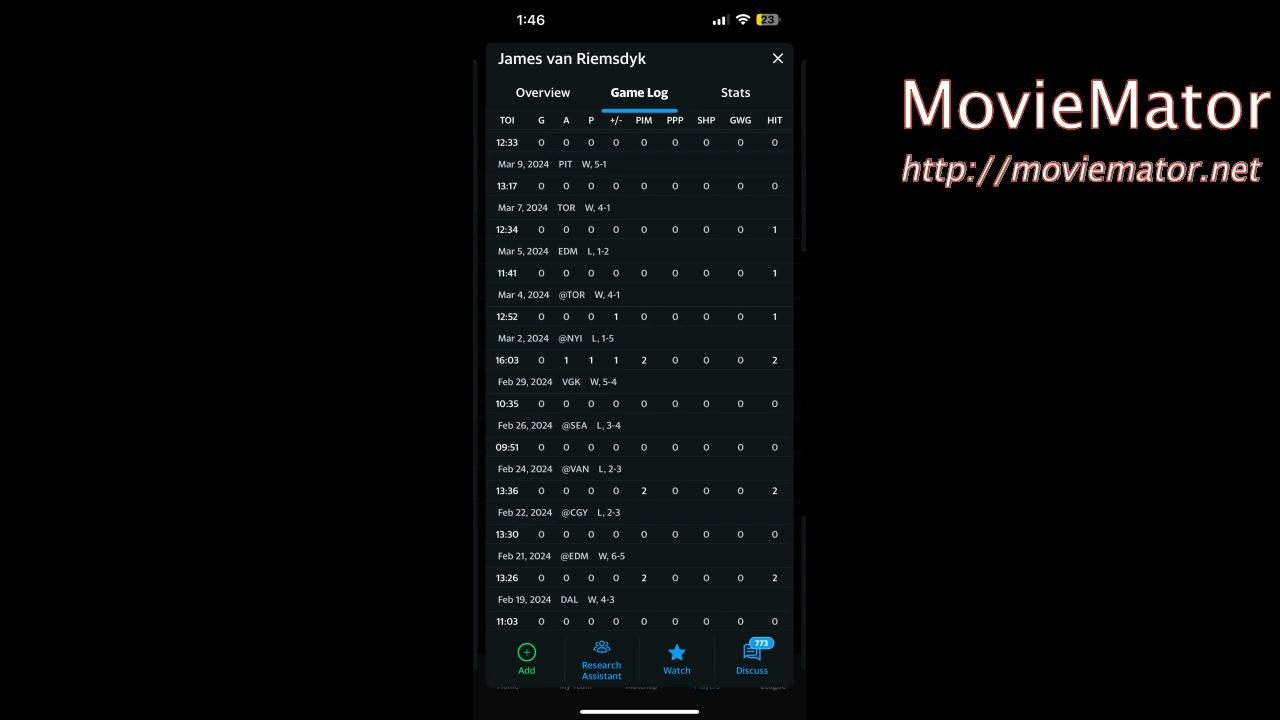 1:46
23
James van Riemsdyk
Overview Game Log Stats
TOI G A P +/- PIM PPP SHP GWG HIT
12:33 0 0 0 0 0 0 0 0 0
Mar 9, 2024 PIT W, 5-1
13:17 0 0 0 0 0 0 0 0 0
Mar 7, 2024 TOR W, 4-1
12:34 0 0 0 0 0 0 0 0 1
Mar 5, 2024 EDM L, 1-2
11:41 0 0 0 0 0 0 0 0 1
Mar 4, 2024 @TOR W, 4-1
12:52 0 0 0 1 0 0 0 0 1
Mar 2, 2024 @NYI L, 1-5
16:03 0 1 1 1 2 0 0 0 2
Feb 29, 2024 VGK W, 5-4
10:35 0 0 0 0 0 0 0 0 0
Feb 26, 2024 @SEA L, 3-4
09:51 0 0 0 0 0 0 0 0 0
Feb 24, 2024 @VAN L, 2-3
13:36 0 0 0 0 2 0 0 0 2
Feb 22, 2024 @CGY L, 2-3
13:30 0 0 0 0 0 0 0 0 0
Feb 21, 2024 @EDM W, 6-5
13:26 0 0 0 0 2 0 0 0 2
Feb 19, 2024 DAL W, 4-3
11:03 0 0 0 0 0 0 0 0 0
773
Add Research Assistant Watch Discuss
MovieMator
http://moviemator.net